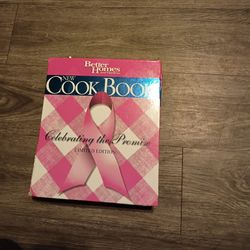 Better
Homes
NEW
COOK BOOK
Celebrating the Promise
LIMITED EDITION